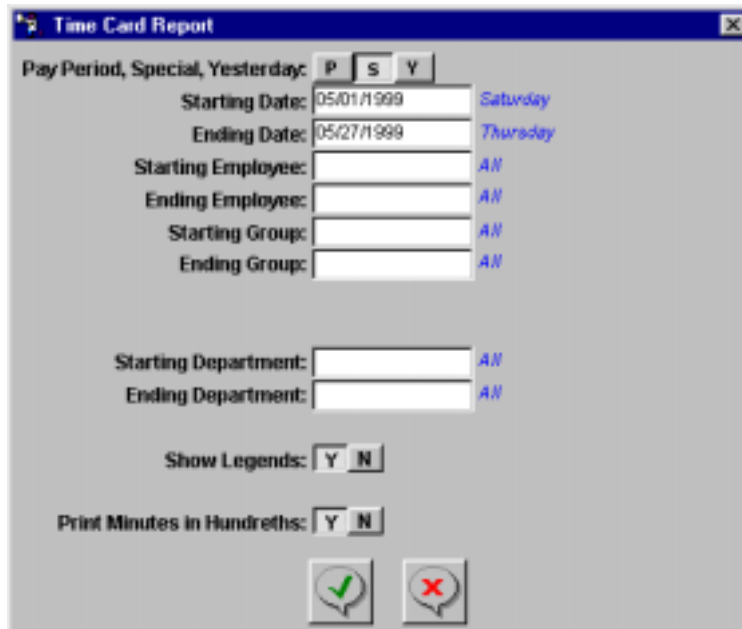 Time Card Report
Pay Period, Special, Yesterday: P S Y
Starting Date: 05/01/1999 Saturday
Ending Date: 05/27/1999 Thursday
Starting Employee: All
Ending Employee: All
Starting Group: All
Ending Group: All
Starting Department: All
Ending Department: All
Show Legends: Y N
Print Minutes in Hundreths: Y N